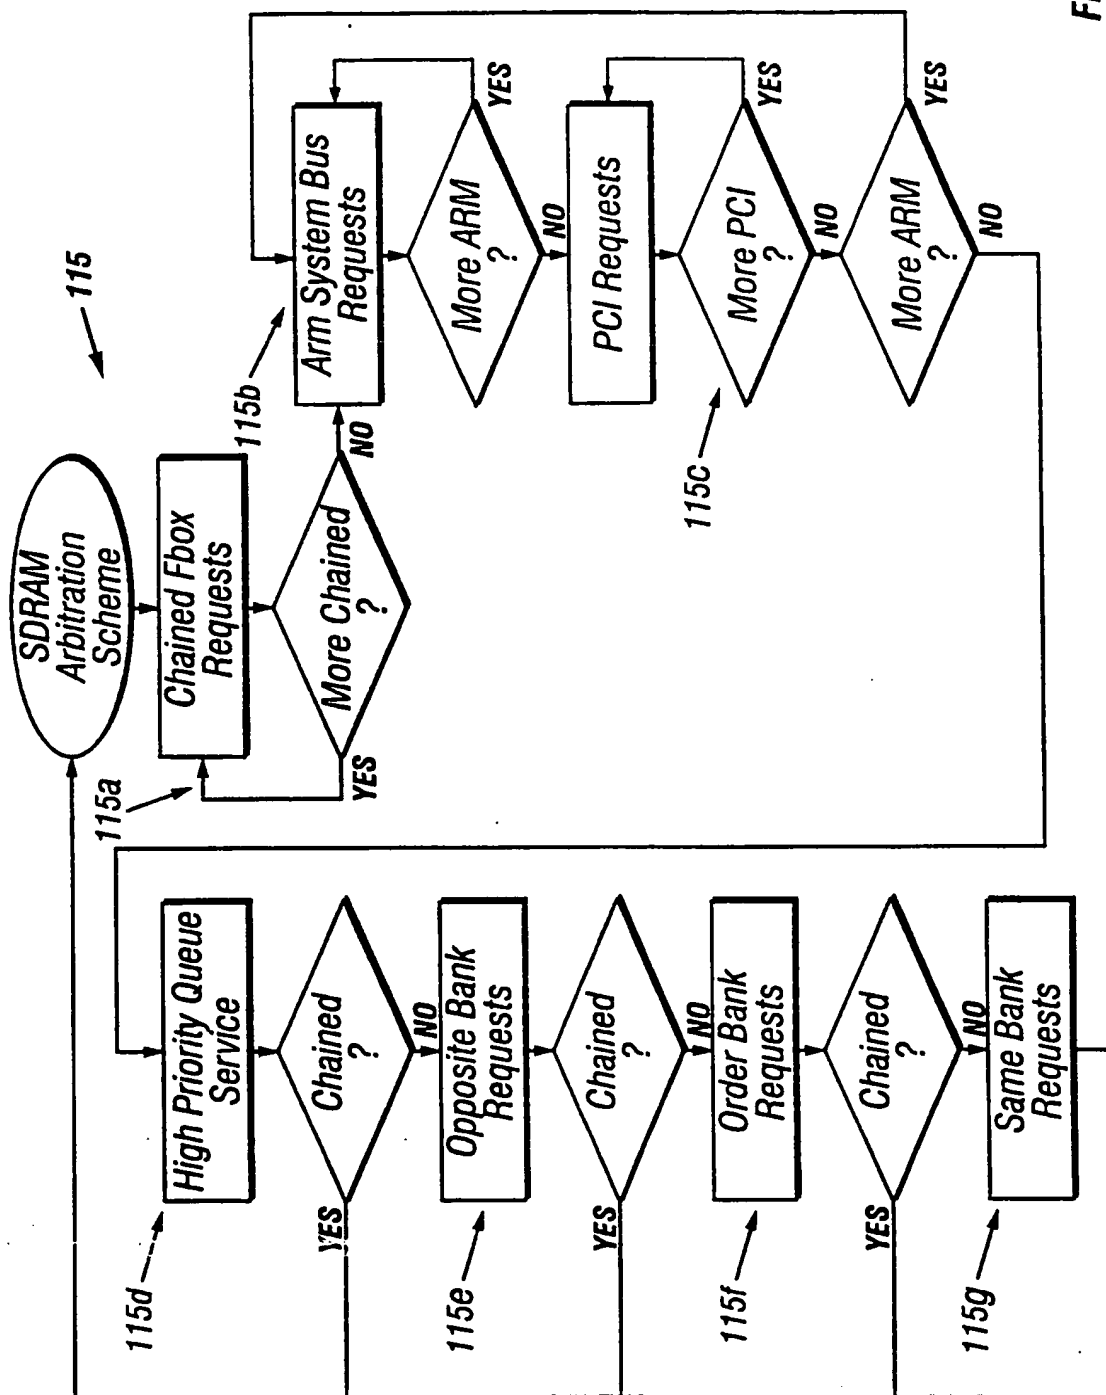 115
SDRAM
Arbitration
Scheme
115a
Chained Fbox
Requests
More Chained
?
YES
NO
115b
Arm System Bus
Requests
More ARM
?
YES
NO
PCI Requests
115c
More PCI
?
YES
NO
More ARM
?
YES
NO
115d
High Priority Queue
Service
Chained
?
YES
NO
115e
Opposite Bank
Requests
Chained
?
YES
NO
115f
Order Bank
Requests
Chained
?
YES
NO
115g
Same Bank
Requests